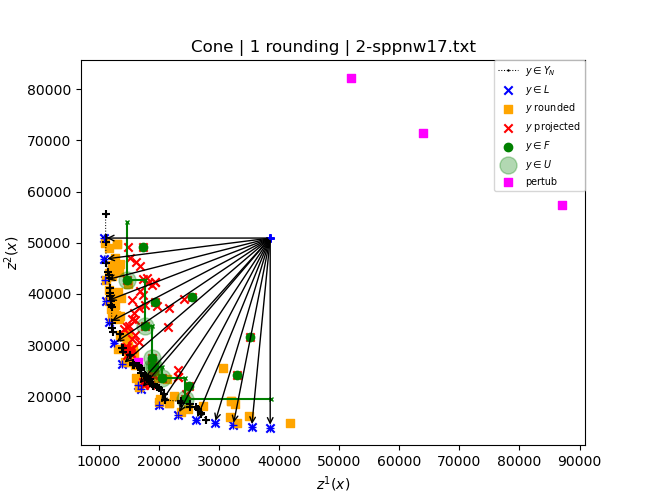 Cone | 1 rounding | 2-sppnw17.txt
z²(x)
80000
70000
60000
50000
40000
30000
20000
y ∈ Y_N
y ∈ L
y rounded
y projected
y ∈ F
y ∈ U
pertub
10000 20000 30000 40000 50000 60000 70000 80000 90000
z¹(x)